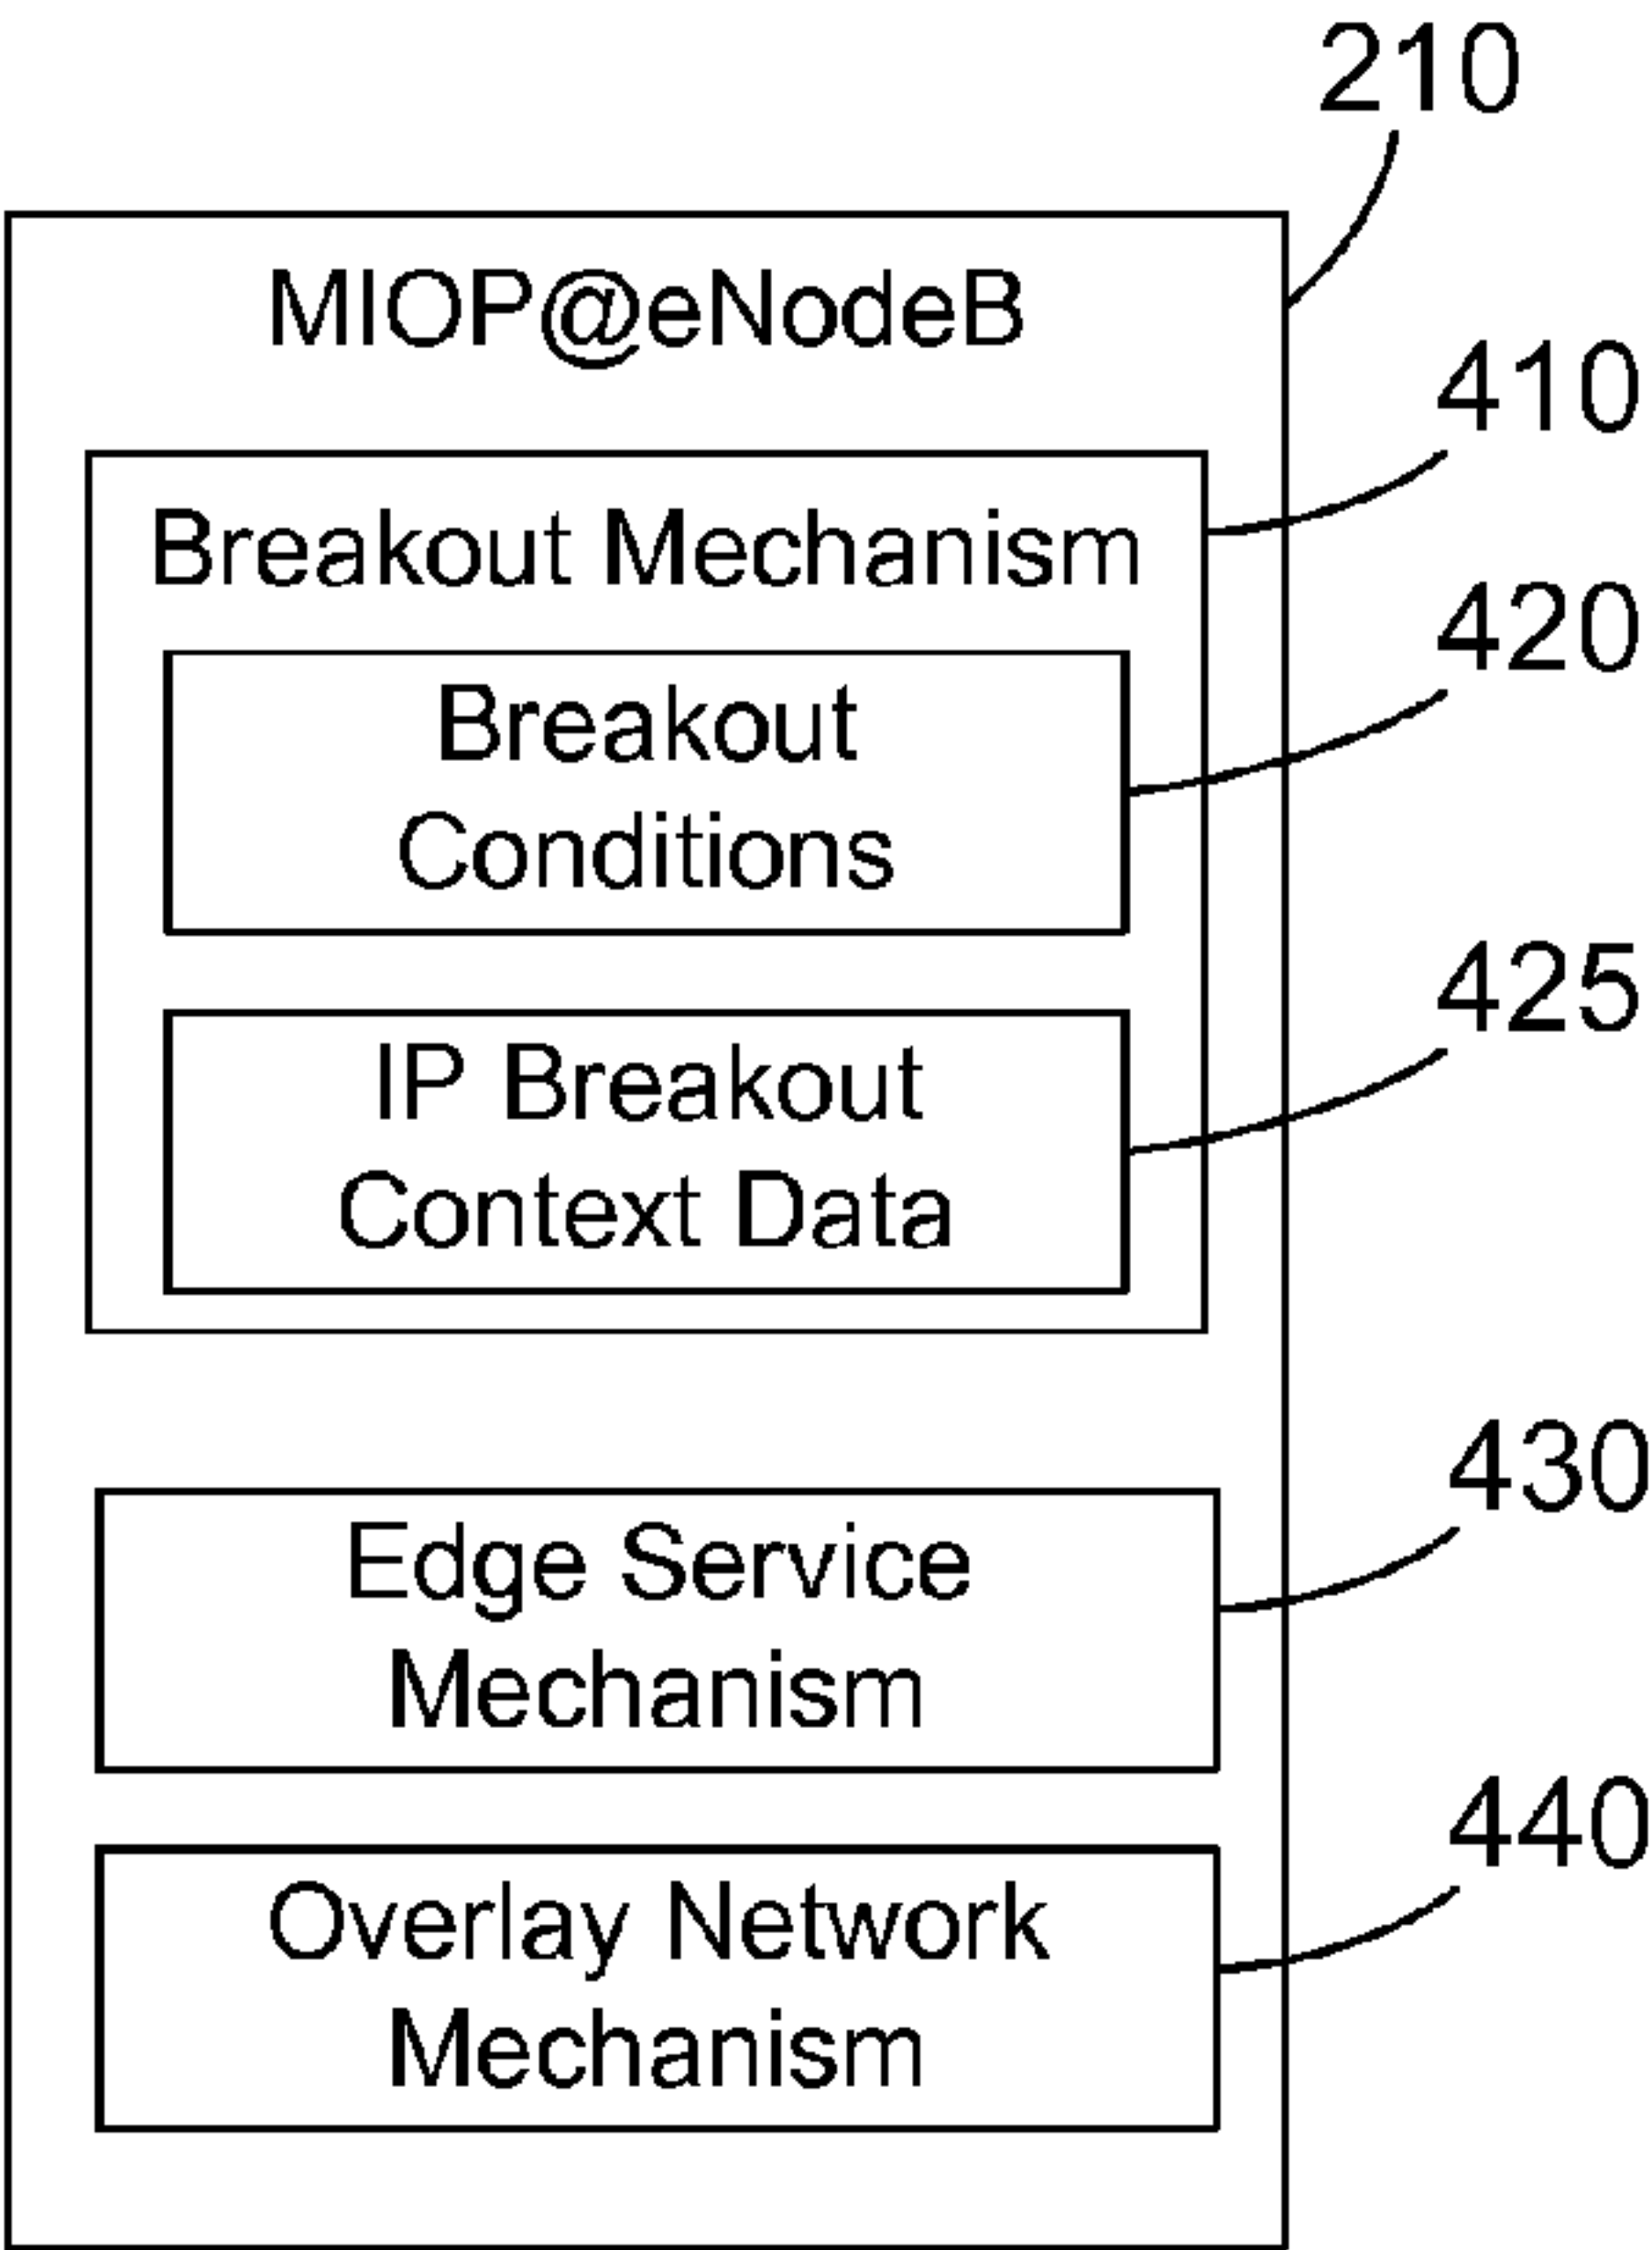 210
MIOP@eNodeB
410
Breakout Mechanism
420
Breakout
Conditions
425
IP Breakout
Context Data
430
Edge Service
Mechanism
440
Overlay Network
Mechanism